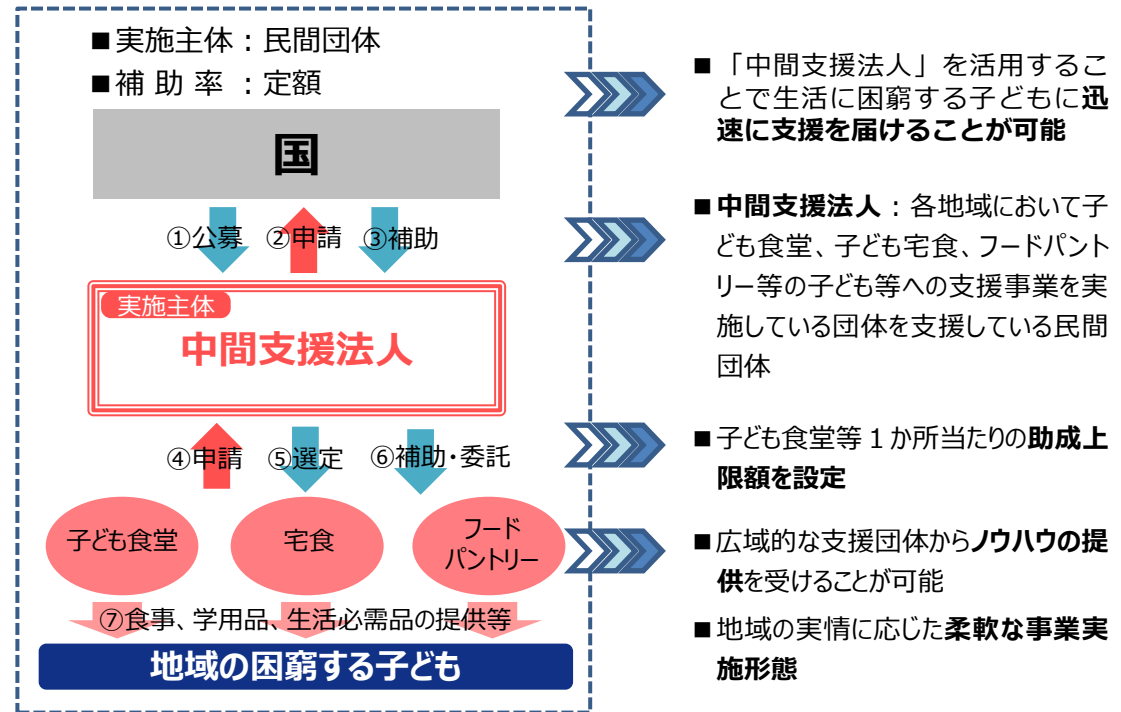 ■実施主体：民間団体
■補 助 率 ：定額
国
①公募 ②申請 ③補助
実施主体
中間支援法人
④申請 ⑤選定 ⑥補助・委託
子ども食堂
宅食
フード
パントリー
⑦食事、学用品、生活必需品の提供等
地域の困窮する子ども
■「中間支援法人」を活用するこ
とで生活に困窮する子どもに迅
速に支援を届けることが可能
■中間支援法人：各地域において子
ども食堂、子ども宅食、フードパント
リー等の子ども等への支援事業を実
施している団体を支援している民間
団体
■子ども食堂等１か所当たりの助成上
限額を設定
■広域的な支援団体からノウハウの提
供を受けることが可能
■地域の実情に応じた柔軟な事業実
施形態